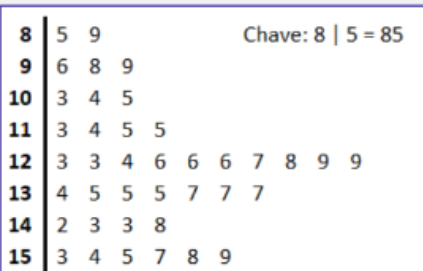 8 | 5 9 Chave: 8 | 5 = 85
9 | 6 8 9
10 | 3 4 5
11 | 3 4 5 5
12 | 3 3 4 6 6 6 7 8 9 9
13 | 4 5 5 5 7 7 7
14 | 2 3 3 8
15 | 3 4 5 7 8 9